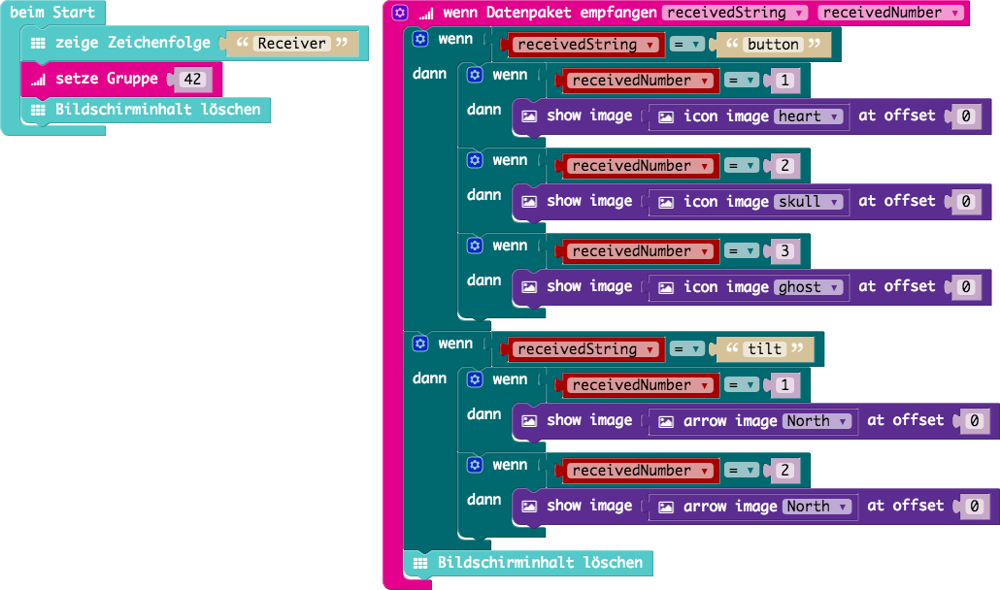 beim Start
zeige Zeichenfolge “ Receiver ”
setze Gruppe 42
Bildschirminhalt löschen
wenn Datenpaket empfangen receivedString ▾ receivedNumber ▾
wenn receivedString ▾ = ▾ “ button ”
dann wenn receivedNumber ▾ = ▾ 1
dann show image icon image heart ▾ at offset 0
wenn receivedNumber ▾ = ▾ 2
dann show image icon image skull ▾ at offset 0
wenn receivedNumber ▾ = ▾ 3
dann show image icon image ghost ▾ at offset 0
wenn receivedString ▾ = ▾ “ tilt ”
dann wenn receivedNumber ▾ = ▾ 1
dann show image arrow image North ▾ at offset 0
wenn receivedNumber ▾ = ▾ 2
dann show image arrow image North ▾ at offset 0
Bildschirminhalt löschen